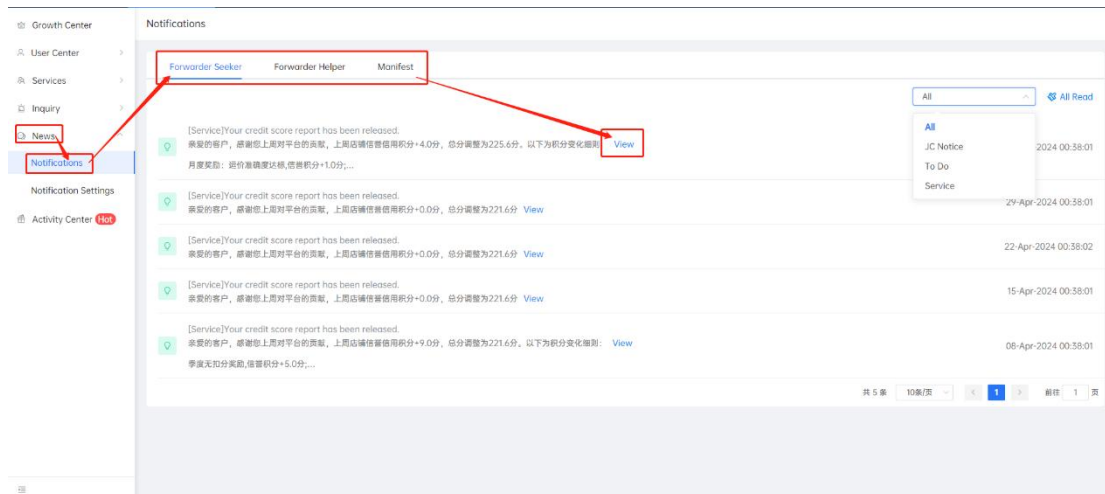 Growth Center
User Center
Services
Inquiry
News
Notifications
Notification Settings
Activity Center Hot
Notifications
Forwarder Seeker Forwarder Helper Manifest
All All Read
All
JC Notice
To Do
Service
[Service]Your credit score report has been released.
亲爱的客户，感谢您上周对平台的贡献，上周店铺信普信用积分+4.0分，总分调整为225.6分。以下为积分变化细则 View
2024 00:38:01
月度奖励：运价准确度达标,信普积分+1.0分;...
[Service]Your credit score report has been released.
亲爱的客户，感谢您上周对平台的贡献，上周店铺信普信用积分+0.0分，总分调整为221.6分 View
29-Apr-2024 00:38:01
[Service]Your credit score report has been released.
亲爱的客户，感谢您上周对平台的贡献，上周店铺信普信用积分+0.0分，总分调整为221.6分 View
22-Apr-2024 00:38:02
[Service]Your credit score report has been released.
亲爱的客户，感谢您上周对平台的贡献，上周店铺信普信用积分+0.0分，总分调整为221.6分 View
15-Apr-2024 00:38:01
[Service]Your credit score report has been released.
亲爱的客户，感谢您上周对平台的贡献，上周店铺信普信用积分+9.0分，总分调整为221.6分。以下为积分变化细则： View
08-Apr-2024 00:38:01
季度无扣分奖励,信普积分+5.0分;...
共 5 条 10条/页 1 前往 1 页